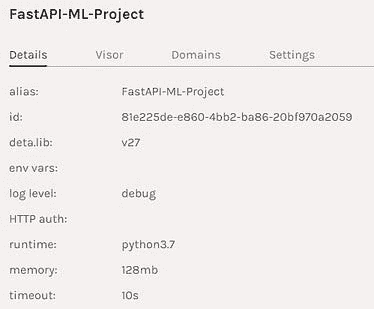 FastAPI-ML-Project
Details Visor Domains Settings
alias: FastAPI-ML-Project
id: 81e225de-e860-4bb2-ba86-20bf970a2059
deta.lib: v27
env vars:
log level: debug
HTTP auth:
runtime: python3.7
memory: 128mb
timeout: 10s